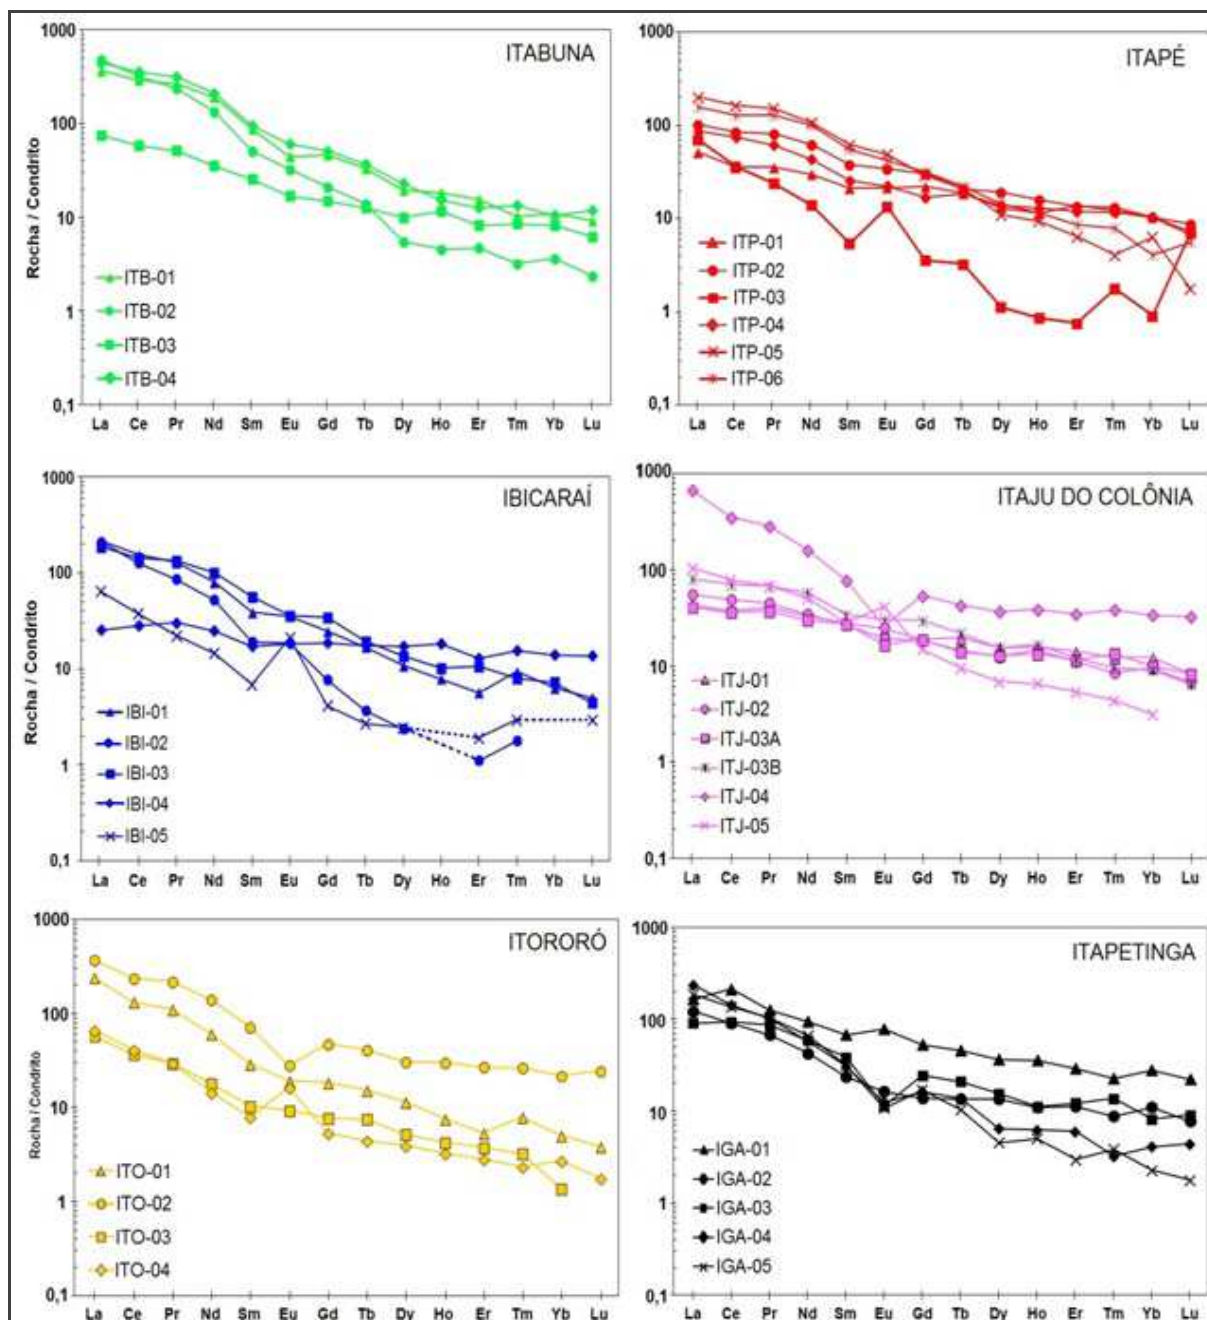 ITABUNA
1000
100
10
1
0,1
Rocha / Condrito
ITB-01
ITB-02
ITB-03
ITB-04
La Ce Pr Nd Sm Eu Gd Tb Dy Ho Er Tm Yb Lu
ITAPÉ
1000
100
10
1
0,1
ITP-01
ITP-02
ITP-03
ITP-04
ITP-05
ITP-06
La Ce Pr Nd Sm Eu Gd Tb Dy Ho Er Tm Yb Lu
IBICARAÍ
1000
100
10
1
0,1
Rocha / Condrito
IBI-01
IBI-02
IBI-03
IBI-04
IBI-05
La Ce Pr Nd Sm Eu Gd Tb Dy Ho Er Tm Yb Lu
ITAJU DO COLÔNIA
1000
100
10
1
0,1
ITJ-01
ITJ-02
ITJ-03A
ITJ-03B
ITJ-04
ITJ-05
La Ce Pr Nd Sm Eu Gd Tb Dy Ho Er Tm Yb Lu
ITORORÓ
1000
100
10
1
0,1
Rocha / Condrito
ITO-01
ITO-02
ITO-03
ITO-04
La Ce Pr Nd Sm Eu Gd Tb Dy Ho Er Tm Yb Lu
ITAPETINGA
1000
100
10
1
0,1
IGA-01
IGA-02
IGA-03
IGA-04
IGA-05
La Ce Pr Nd Sm Eu Gd Tb Dy Ho Er Tm Yb Lu